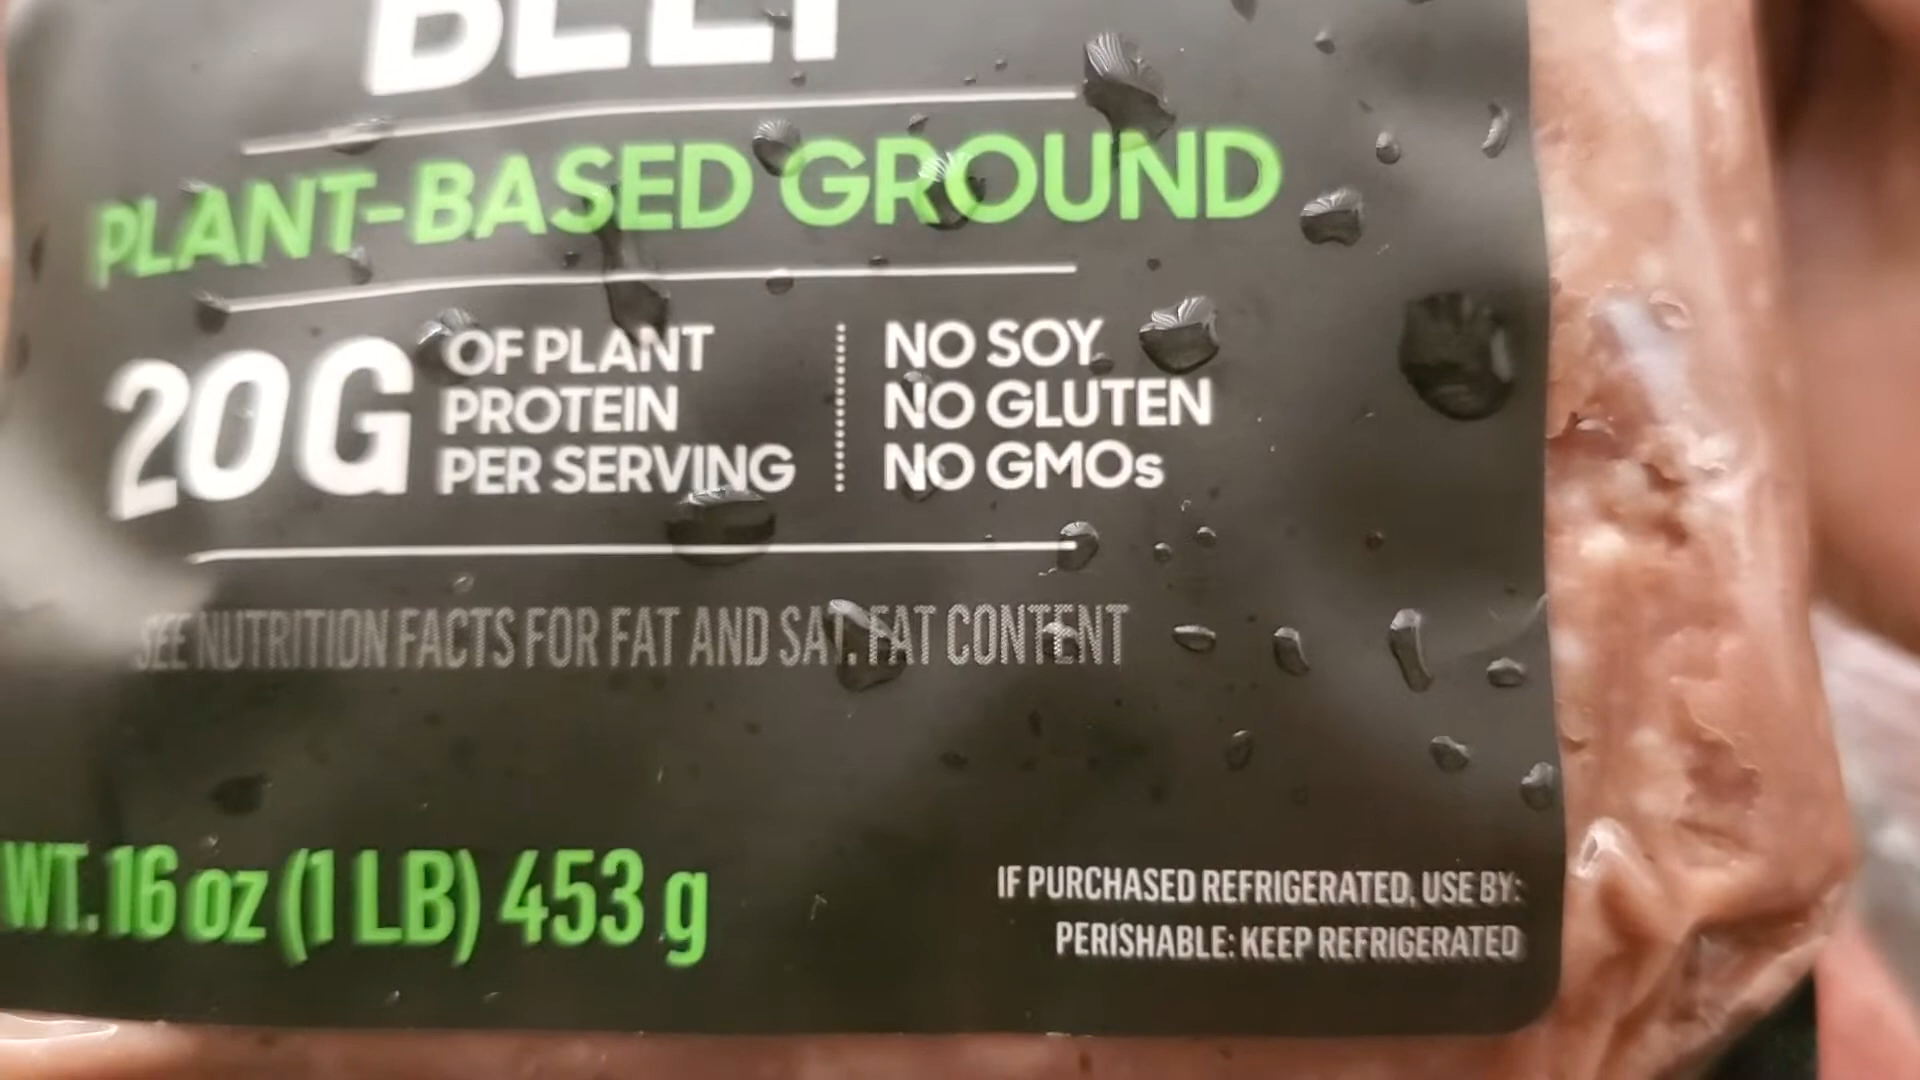 BEEF
PLANT-BASED GROUND
20G OF PLANT
PROTEIN
PER SERVING
NO SOY
NO GLUTEN
NO GMOs
SEE NUTRITION FACTS FOR FAT AND SAT. FAT CONTENT
WT. 16 oz (1 LB) 453 g
IF PURCHASED REFRIGERATED, USE BY:
PERISHABLE: KEEP REFRIGERATED